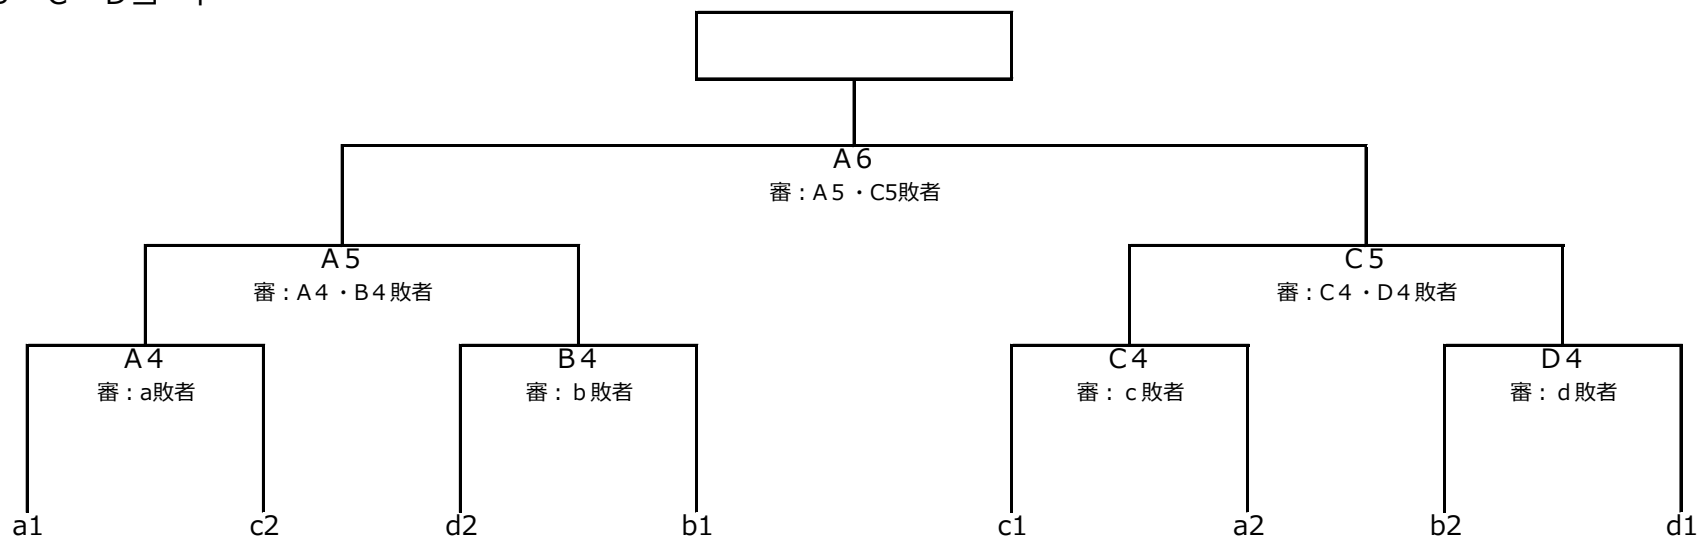 A６
審：A５・C5敗者
A５
C５
審：A４・B４敗者
審：C４・D４敗者
A４
B４
C４
D４
審：a敗者
審：ｂ敗者
審：ｃ敗者
審：ｄ敗者
a1
c2
d2
b1
c1
a2
b2
d1